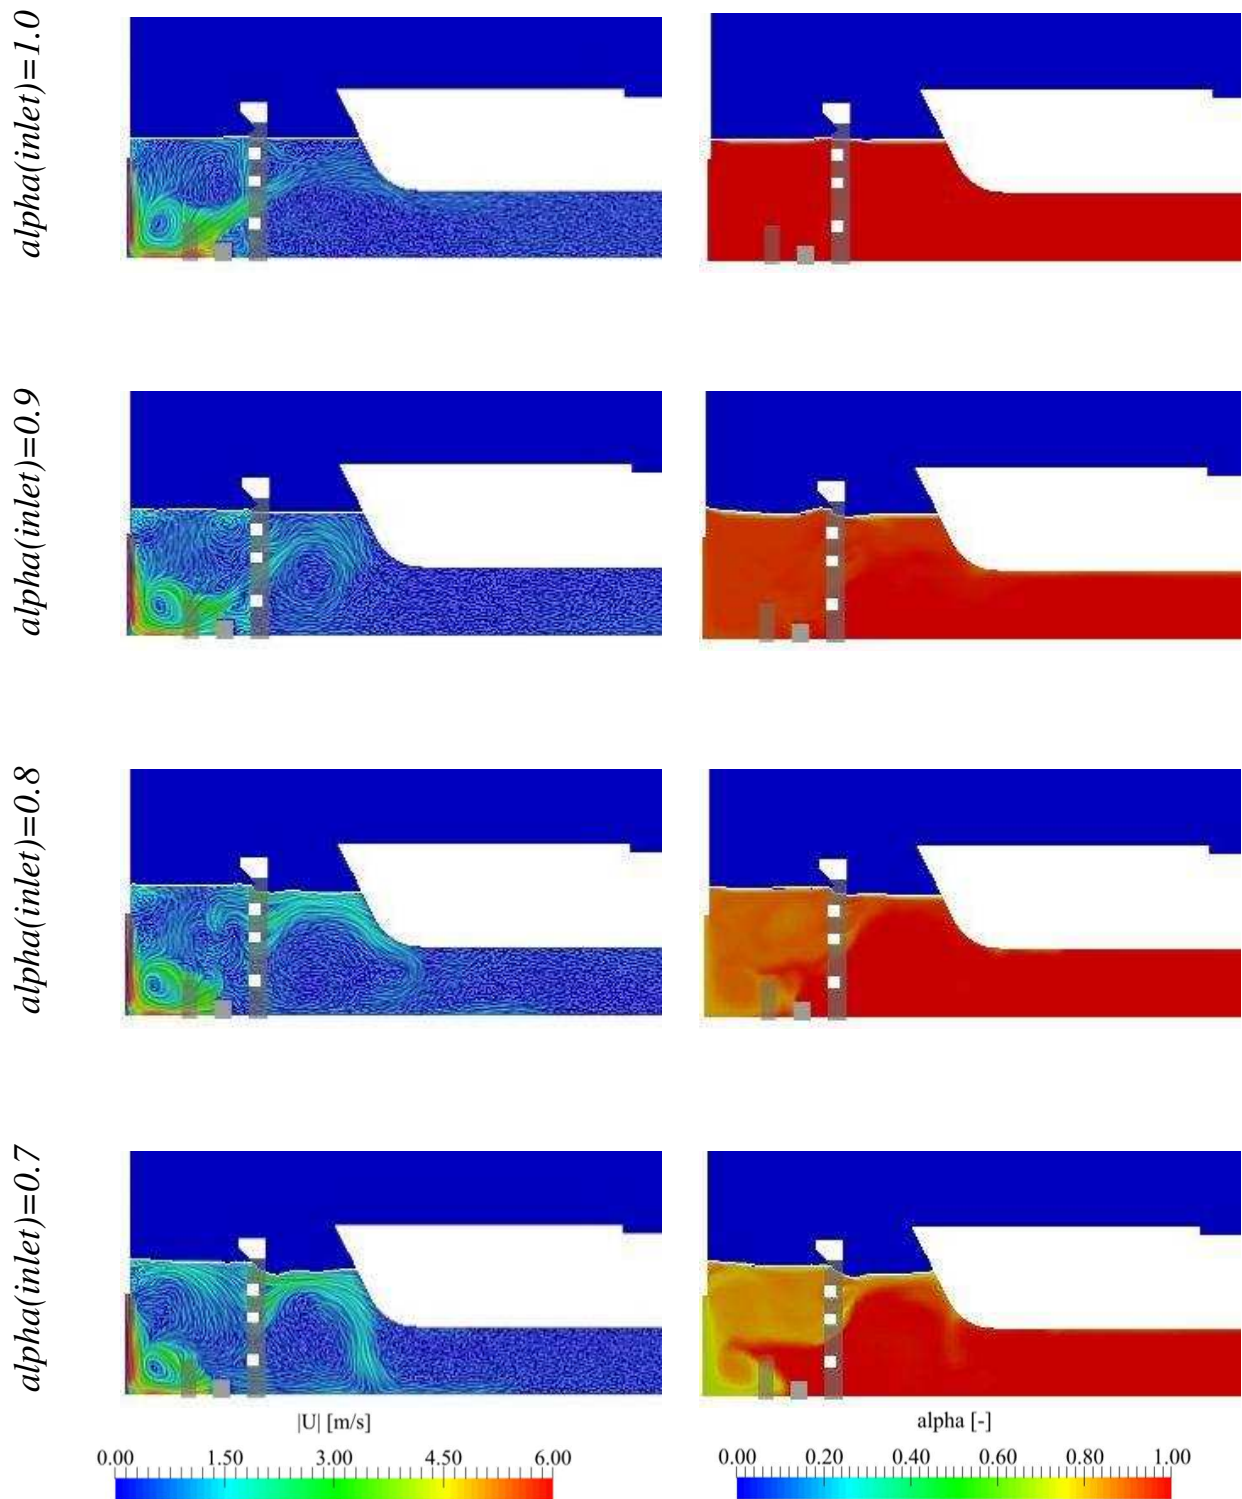 alpha(inlet)=1.0
alpha(inlet)=0.9
alpha(inlet)=0.8
alpha(inlet)=0.7
|U| [m/s]
0.00 1.50 3.00 4.50 6.00
alpha [-]
0.00 0.20 0.40 0.60 0.80 1.00